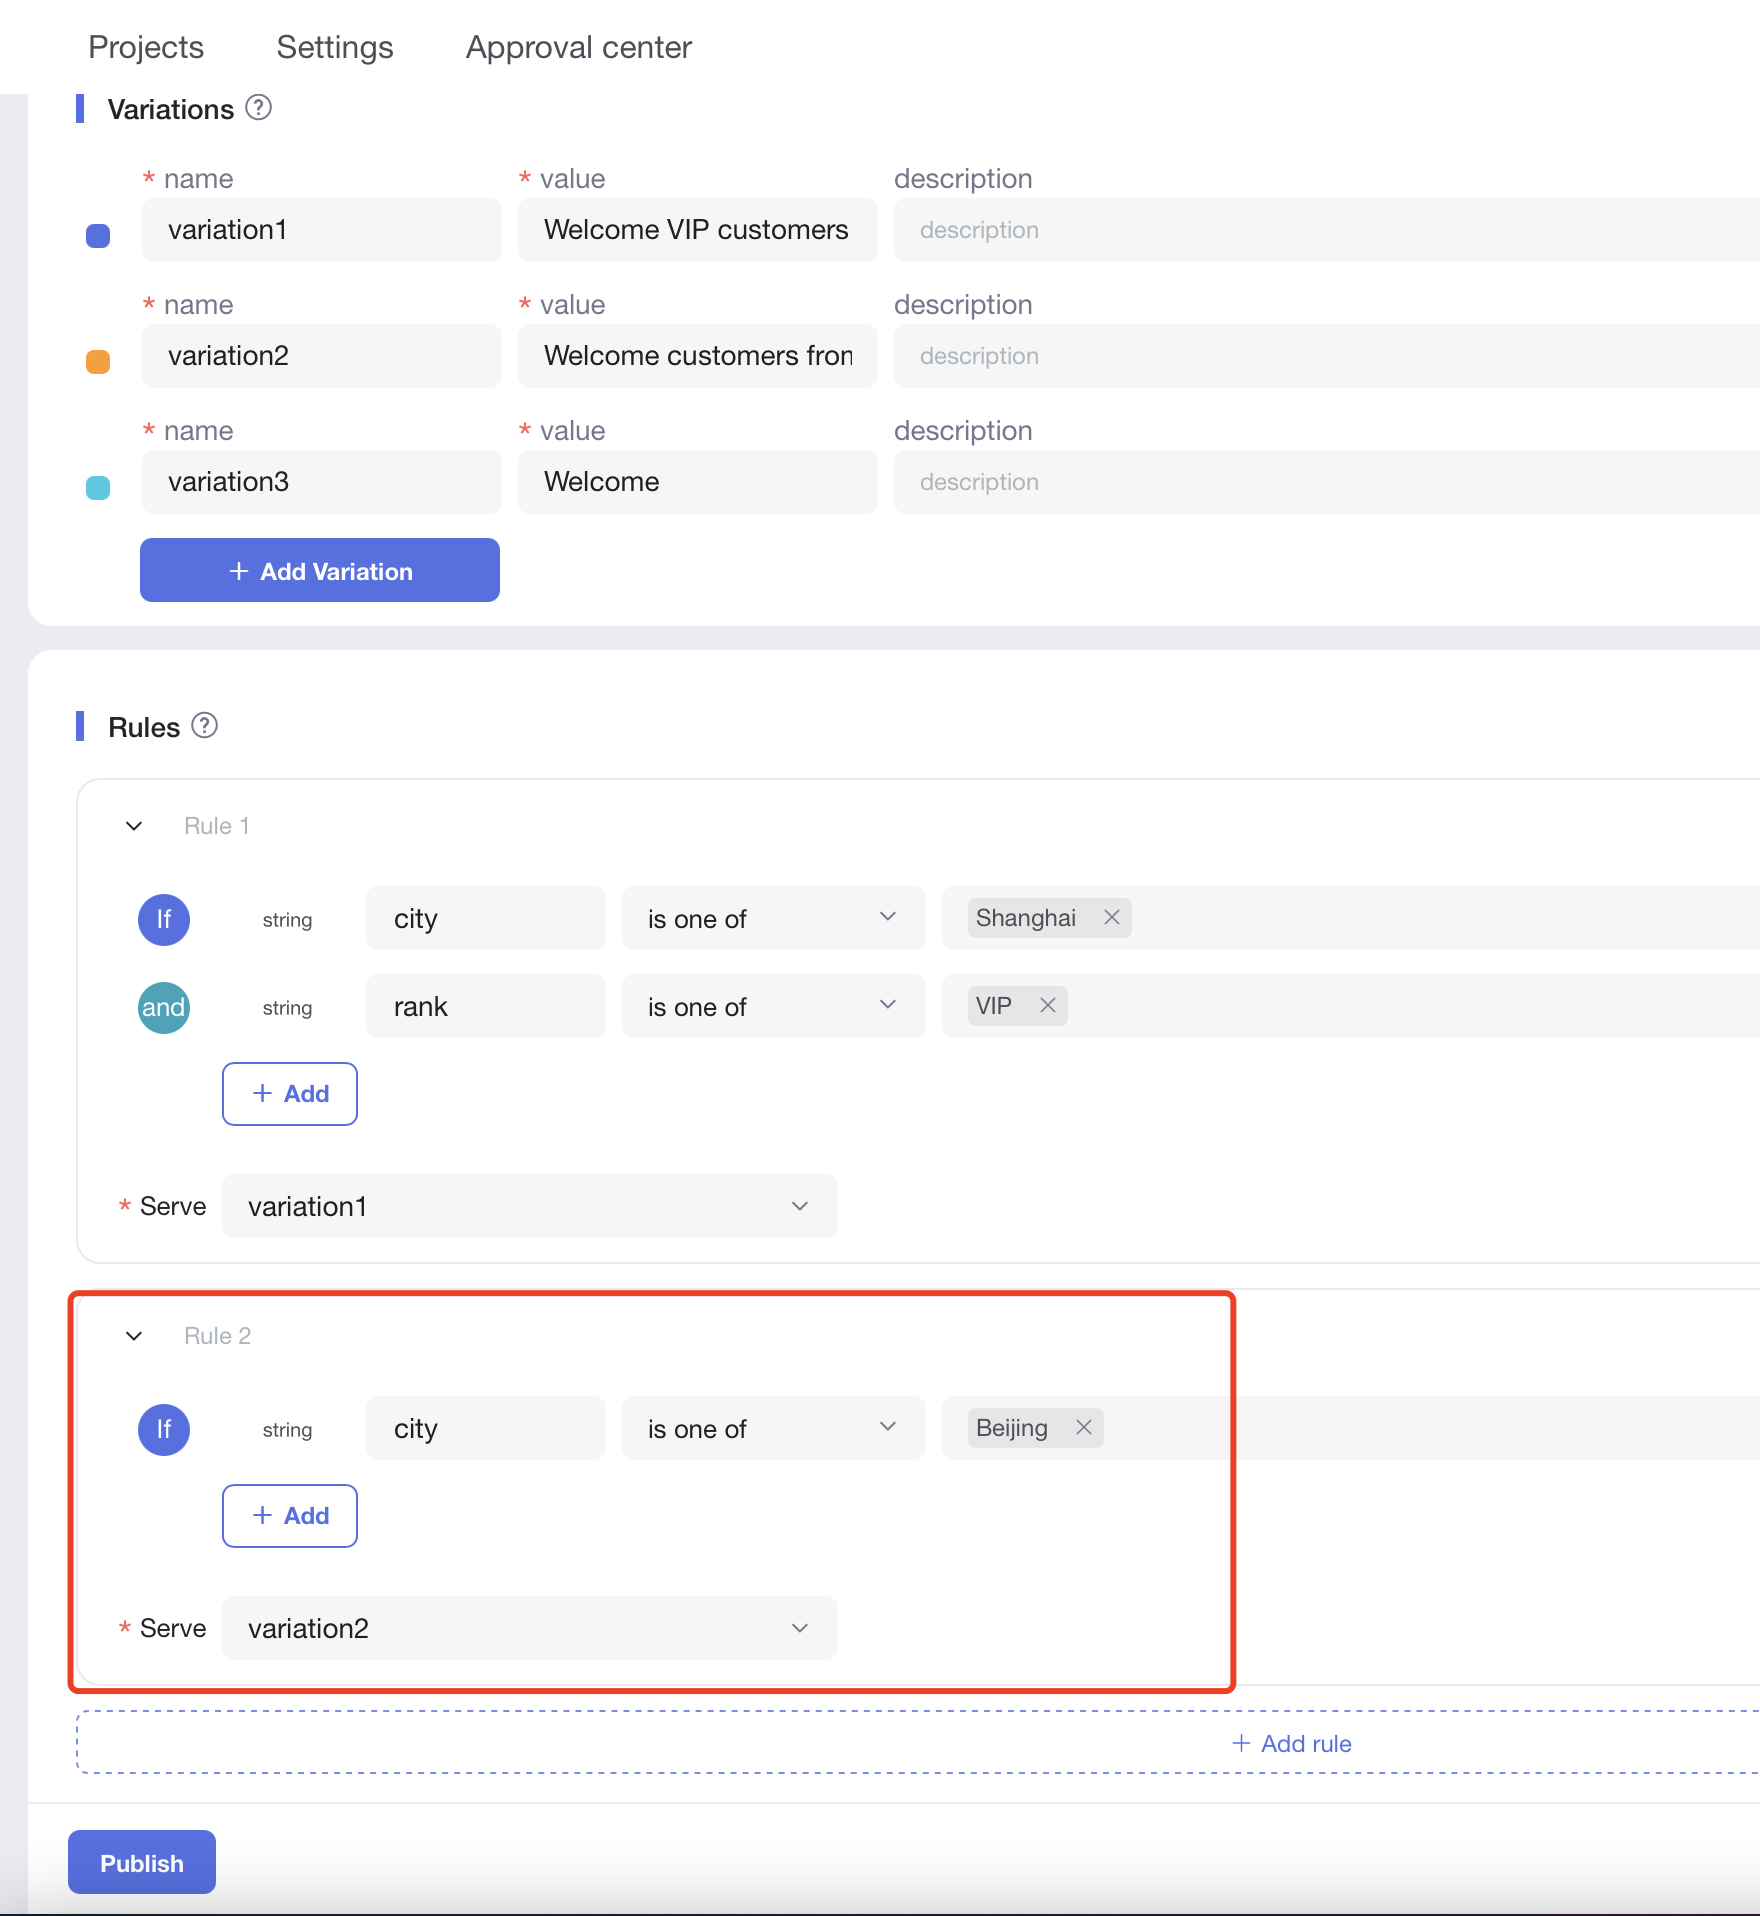 Projects Settings Approval center
Variations ?
* name * value description
variation1 Welcome VIP customers description
* name * value description
variation2 Welcome customers from description
* name * value description
variation3 Welcome description
+ Add Variation
Rules ?
Rule 1
If string city is one of Shanghai ×
and string rank is one of VIP ×
+ Add
* Serve variation1
Rule 2
If string city is one of Beijing ×
+ Add
* Serve variation2
+ Add rule
Publish